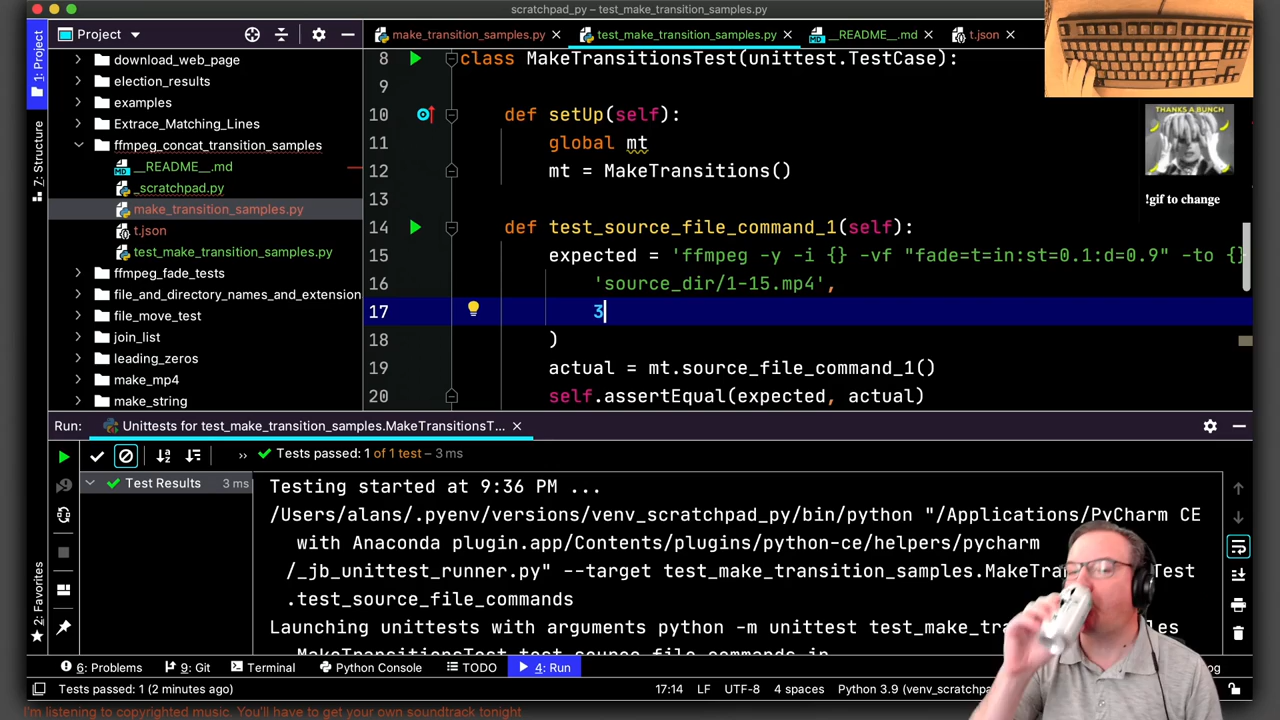 scratchpad_py – test_make_transition_samples.py
Project
make_transition_samples.py
test_make_transition_samples.py
__README__.md
t.json
1: Project
7: Structure
2: Favorites
download_web_page
election_results
examples
Extrace_Matching_Lines
ffmpeg_concat_transition_samples
__README__.md
_scratchpad.py
make_transition_samples.py
t.json
test_make_transition_samples.py
ffmpeg_fade_tests
file_and_directory_names_and_extension
file_move_test
join_list
leading_zeros
make_mp4
make_string
8 class MakeTransitionsTest(unittest.TestCase):
9
10 def setUp(self):
11 global mt
12 mt = MakeTransitions()
13
14 def test_source_file_command_1(self):
15 expected = 'ffmpeg -y -i {} -vf "fade=t=in:st=0.1:d=0.9" -to {}
16 'source_dir/1-15.mp4',
17 3
18 )
19 actual = mt.source_file_command_1()
20 self.assertEqual(expected, actual)
THANKS A BUNCH
!gif to change
Run: Unittests for test_make_transition_samples.MakeTransitionsT...
Tests passed: 1 of 1 test – 3 ms
Test Results 3 ms
Testing started at 9:36 PM ...
/Users/alans/.pyenv/versions/venv_scratchpad_py/bin/python "/Applications/PyCharm CE
with Anaconda plugin.app/Contents/plugins/python-ce/helpers/pycharm
/_jb_unittest_runner.py" --target test_make_transition_samples.MakeTra Test
.test_source_file_commands
Launching unittests with arguments python -m unittest test_make_tra les
6: Problems
9: Git
Terminal
Python Console
TODO
4: Run
Tests passed: 1 (2 minutes ago)
17:14 LF UTF-8 4 spaces Python 3.9 (venv_scratchp
I'm listening to copyrighted music. You'll have to get your own soundtrack tonight